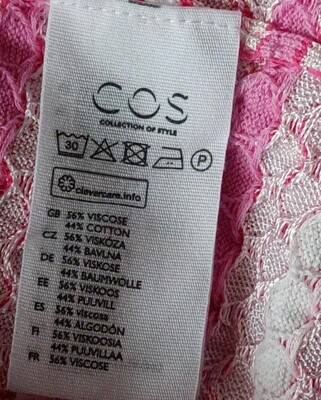 COS
COLLECTION OF STYLE
30
P
clevercare.info
GB 56% VISCOSE
44% COTTON
CZ 56% VISKÓZA
44% BAVLNA
DE 56% VISKOSE
44% BAUMWOLLE
EE 56% VISKOOS
44% PUUVILL
ES 56% viscosa
44% ALGODÓN
FI 56% VISKOOSIA
44% PUUVILLAA
FR 56% VISCOSE